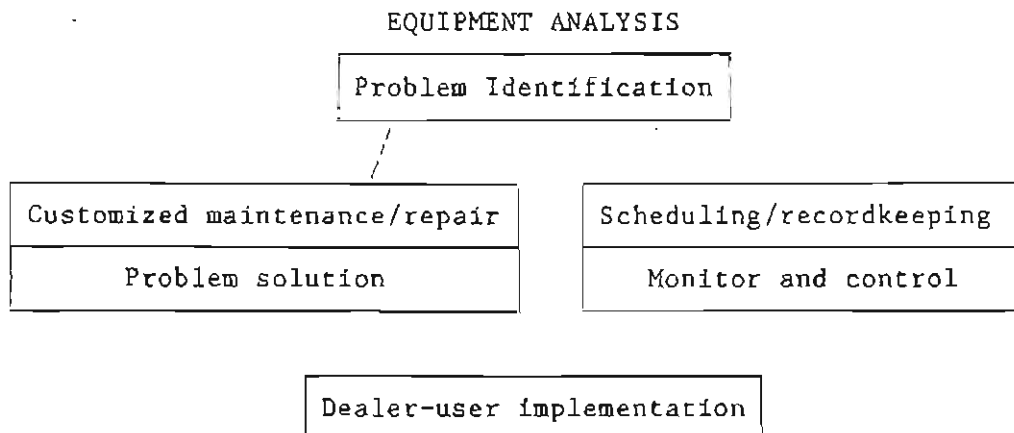 EQUIPMENT ANALYSIS
Problem Identification
Customized maintenance/repair
Problem solution
Scheduling/recordkeeping
Monitor and control
Dealer-user implementation